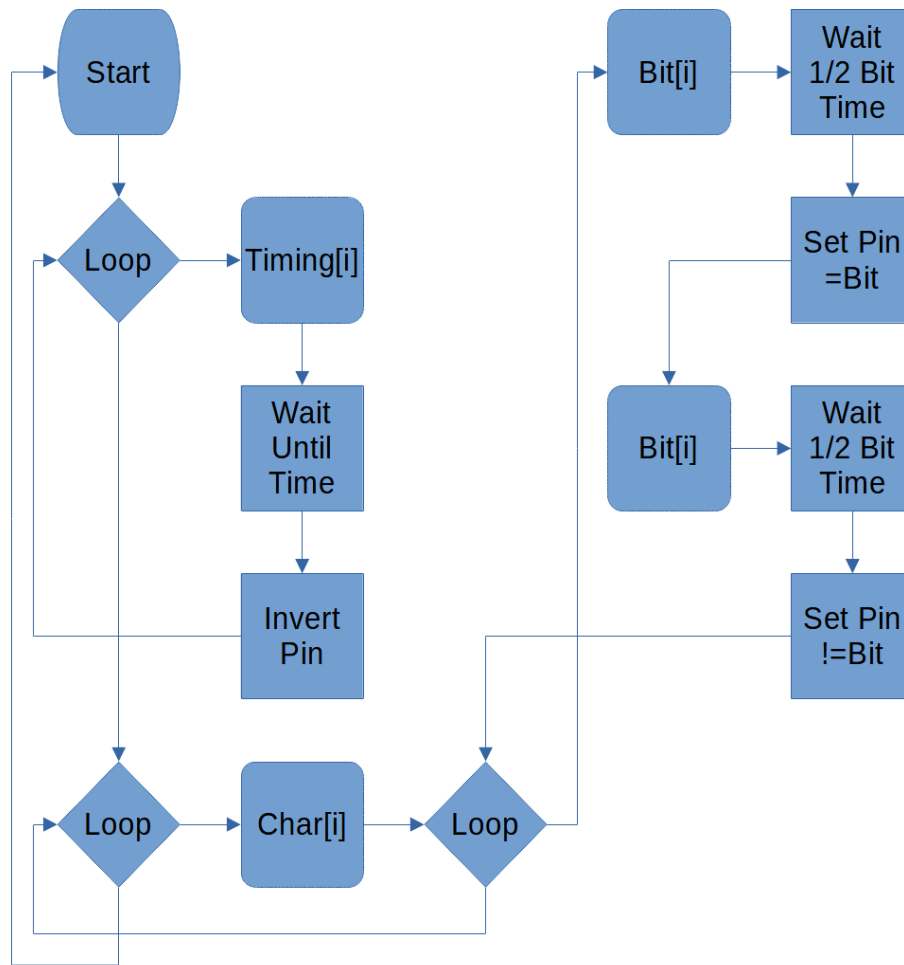 Start
Loop
Timing[i]
Wait
Until
Time
Invert
Pin
Loop
Char[i]
Loop
Bit[i]
Wait
1/2 Bit
Time
Set Pin
=Bit
Bit[i]
Wait
1/2 Bit
Time
Set Pin
!=Bit